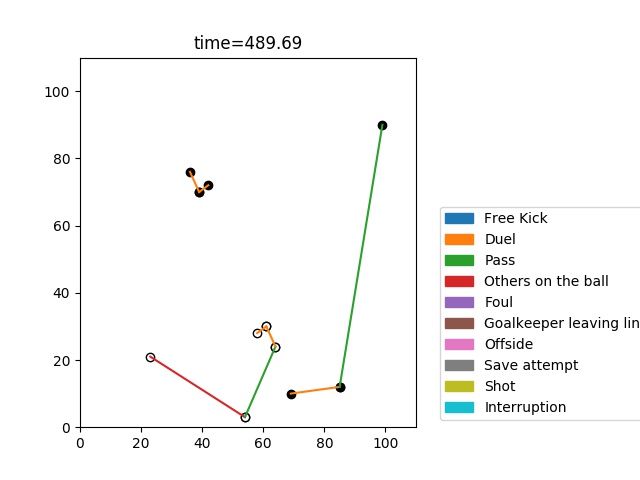 time=489.69
100
80
60
40
20
0
0 20 40 60 80 100
Free Kick
Duel
Pass
Others on the ball
Foul
Goalkeeper leaving lin
Offside
Save attempt
Shot
Interruption